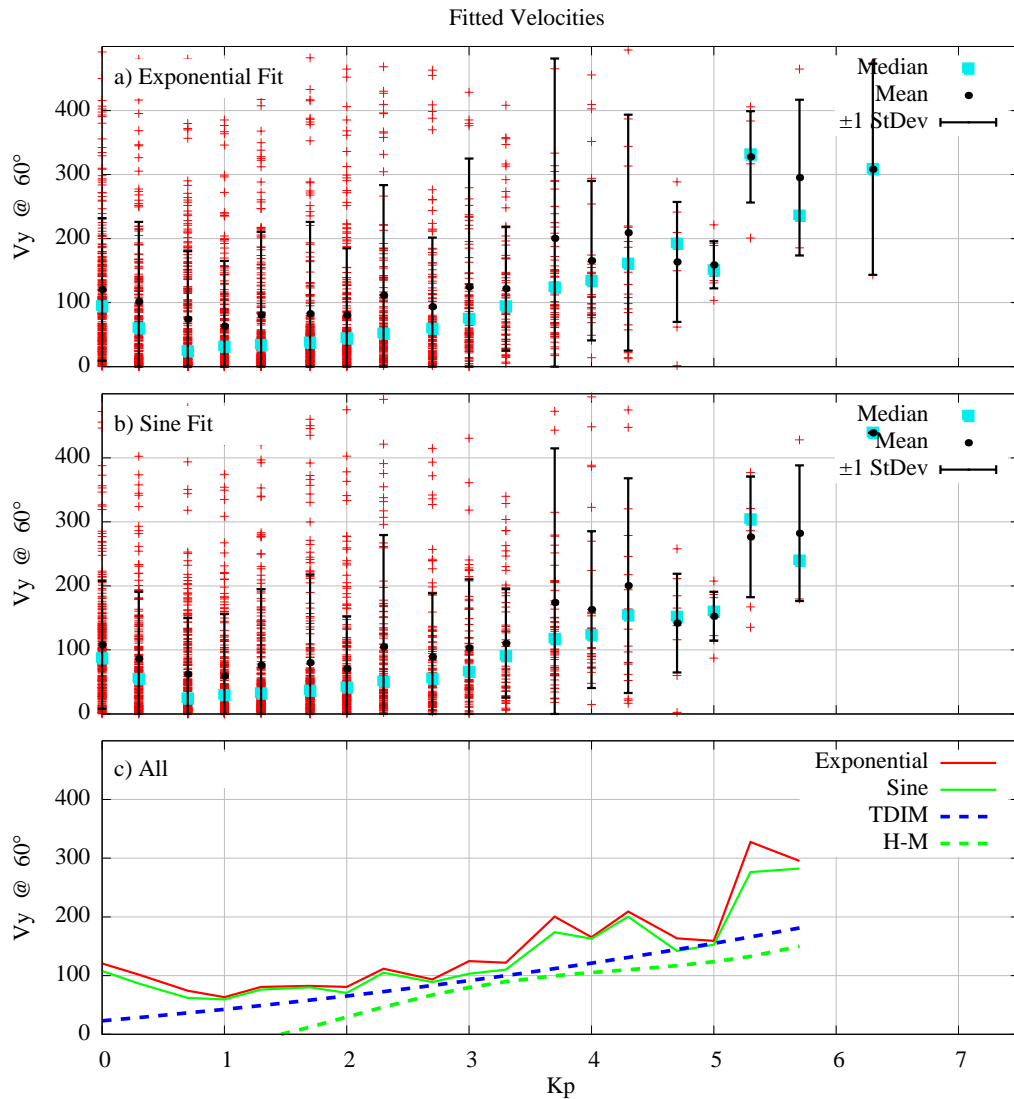 Fitted Velocities
a) Exponential Fit
Median
Mean
±1 StDev
400
300
200
100
0
Vy @ 60°
b) Sine Fit
Median
Mean
±1 StDev
400
300
200
100
0
Vy @ 60°
c) All
Exponential
Sine
TDIM
H-M
400
300
200
100
0
Vy @ 60°
0 1 2 3 4 5 6 7
Kp